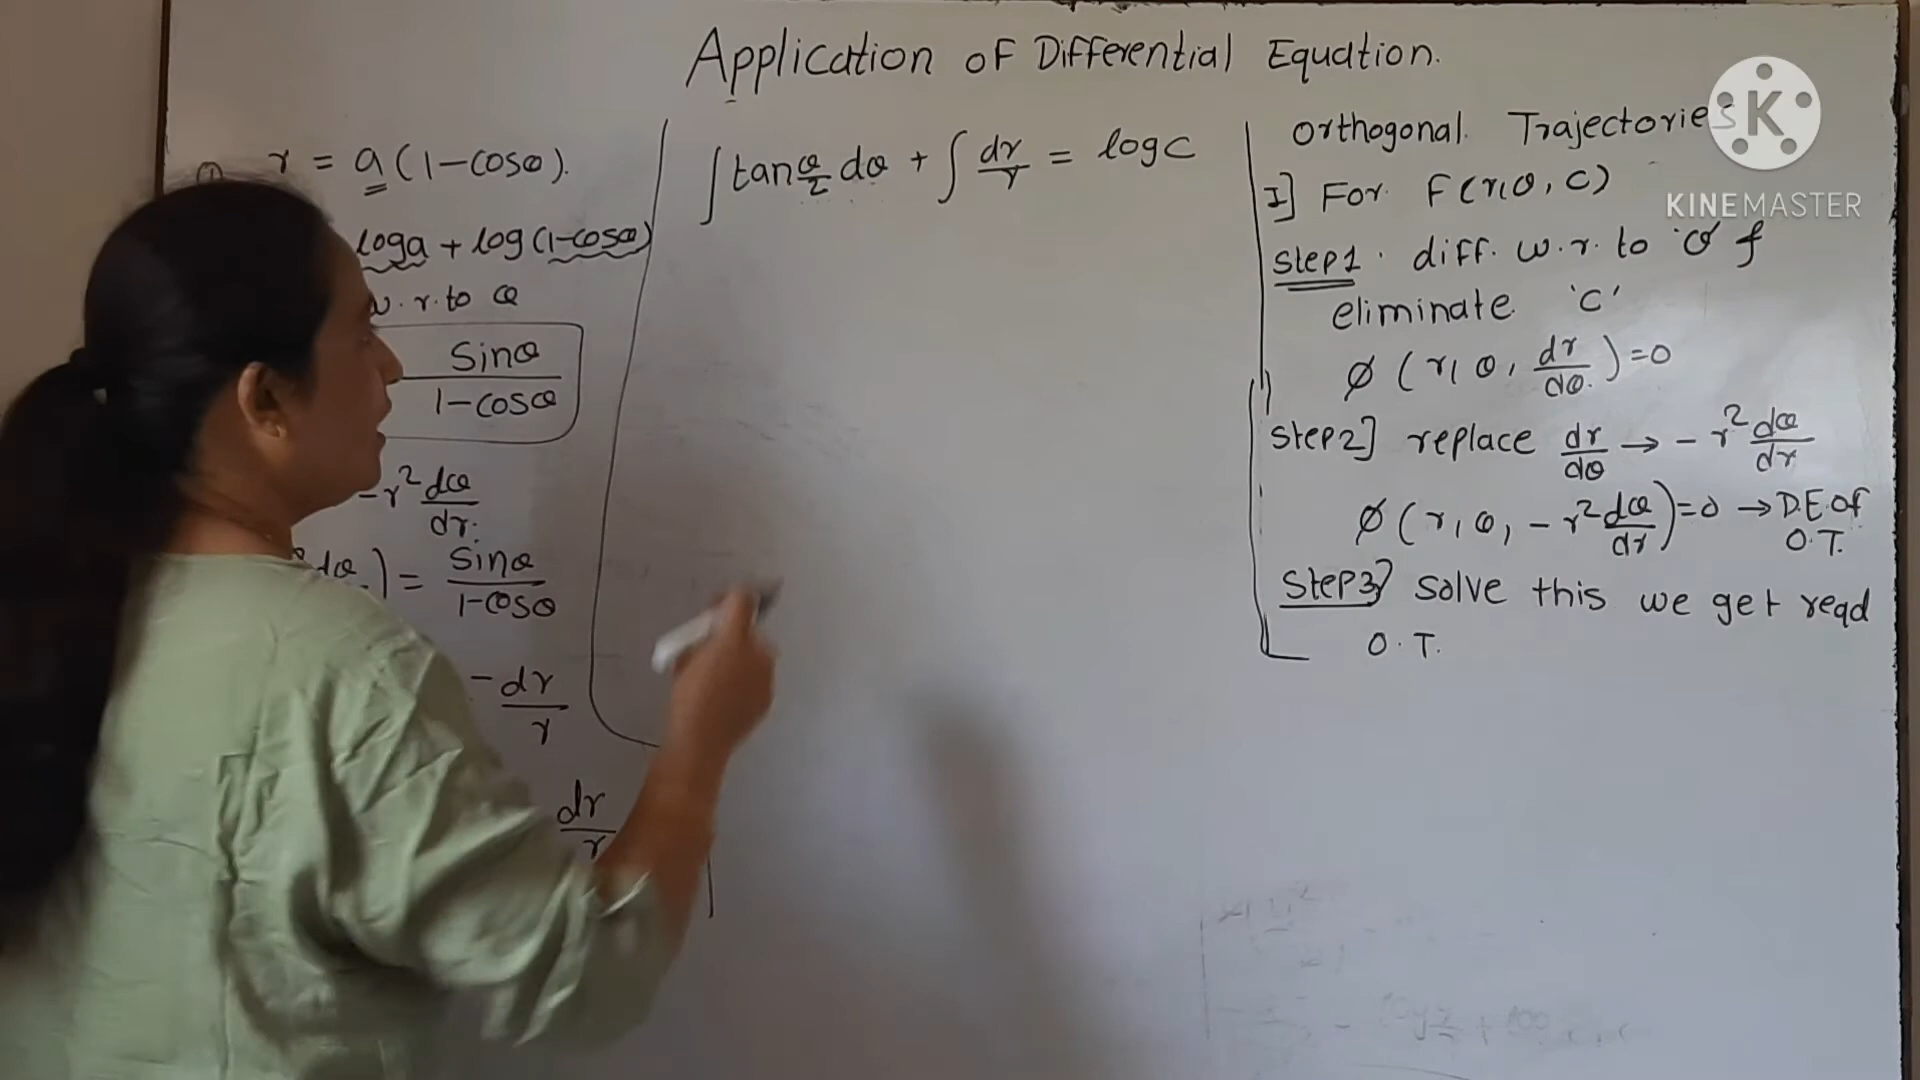 Application of Differential Equation.
① r = a (1-cosθ).
loga + log (1-cosθ)
w.r.to θ
sinθ
1-cosθ
-r² dθ
dr.
dθ ) = sinθ
1-cosθ
-dr
r
dr
r
∫tan θ/2 dθ + ∫ dr/r = logc
Orthogonal. Trajectories
I] For F(r, θ, c)
Step1. diff. w.r.to 'θ' &
eliminate 'c'
Ø ( r, θ, dr/dθ. ) = 0
Step2] replace dr/dθ → - r² dθ/dr
Ø ( r, θ, - r² dθ/dr ) = 0 → D.E. of
O.T.
Step3] solve this we get reqd
O.T.
K
KINEMASTER